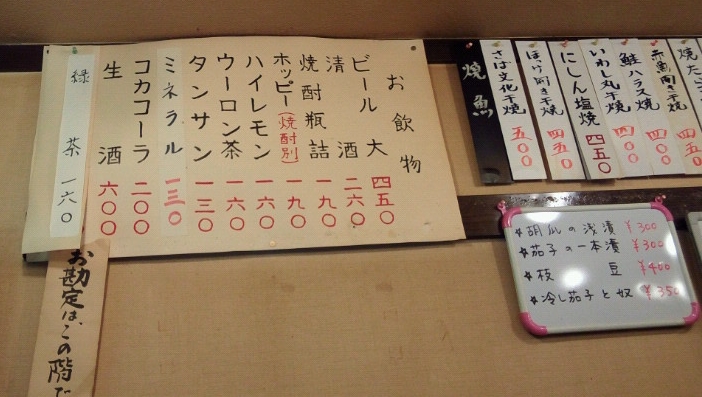 お飲物
ビール大 四五〇
清酒 二六〇
焼酎瓶詰 一九〇
ホッピー(焼酎別) 一九〇
ハイレモン 一六〇
ウーロン茶 一六〇
タンサン 一三〇
ミネラル 一三〇
コカコーラ 二〇〇
生酒 六〇〇
緑茶 一六〇
お勘定は、この階
焼魚
さば文化干焼 五〇〇
ほっけ開き干焼 四五〇
にしん塩焼 四五〇
いわし丸干焼 四〇〇
鮭ハラス焼 四〇〇
赤魚開き干焼 四〇〇
焼た
胡瓜の浅漬 ¥300
茄子の一本漬 ¥300
枝豆 ¥400
冷し茄子と奴 ¥350